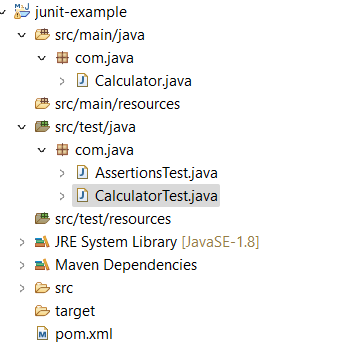 junit-example
src/main/java
com.java
Calculator.java
src/main/resources
src/test/java
com.java
AssertionsTest.java
CalculatorTest.java
src/test/resources
JRE System Library [JavaSE-1.8]
Maven Dependencies
src
target
pom.xml